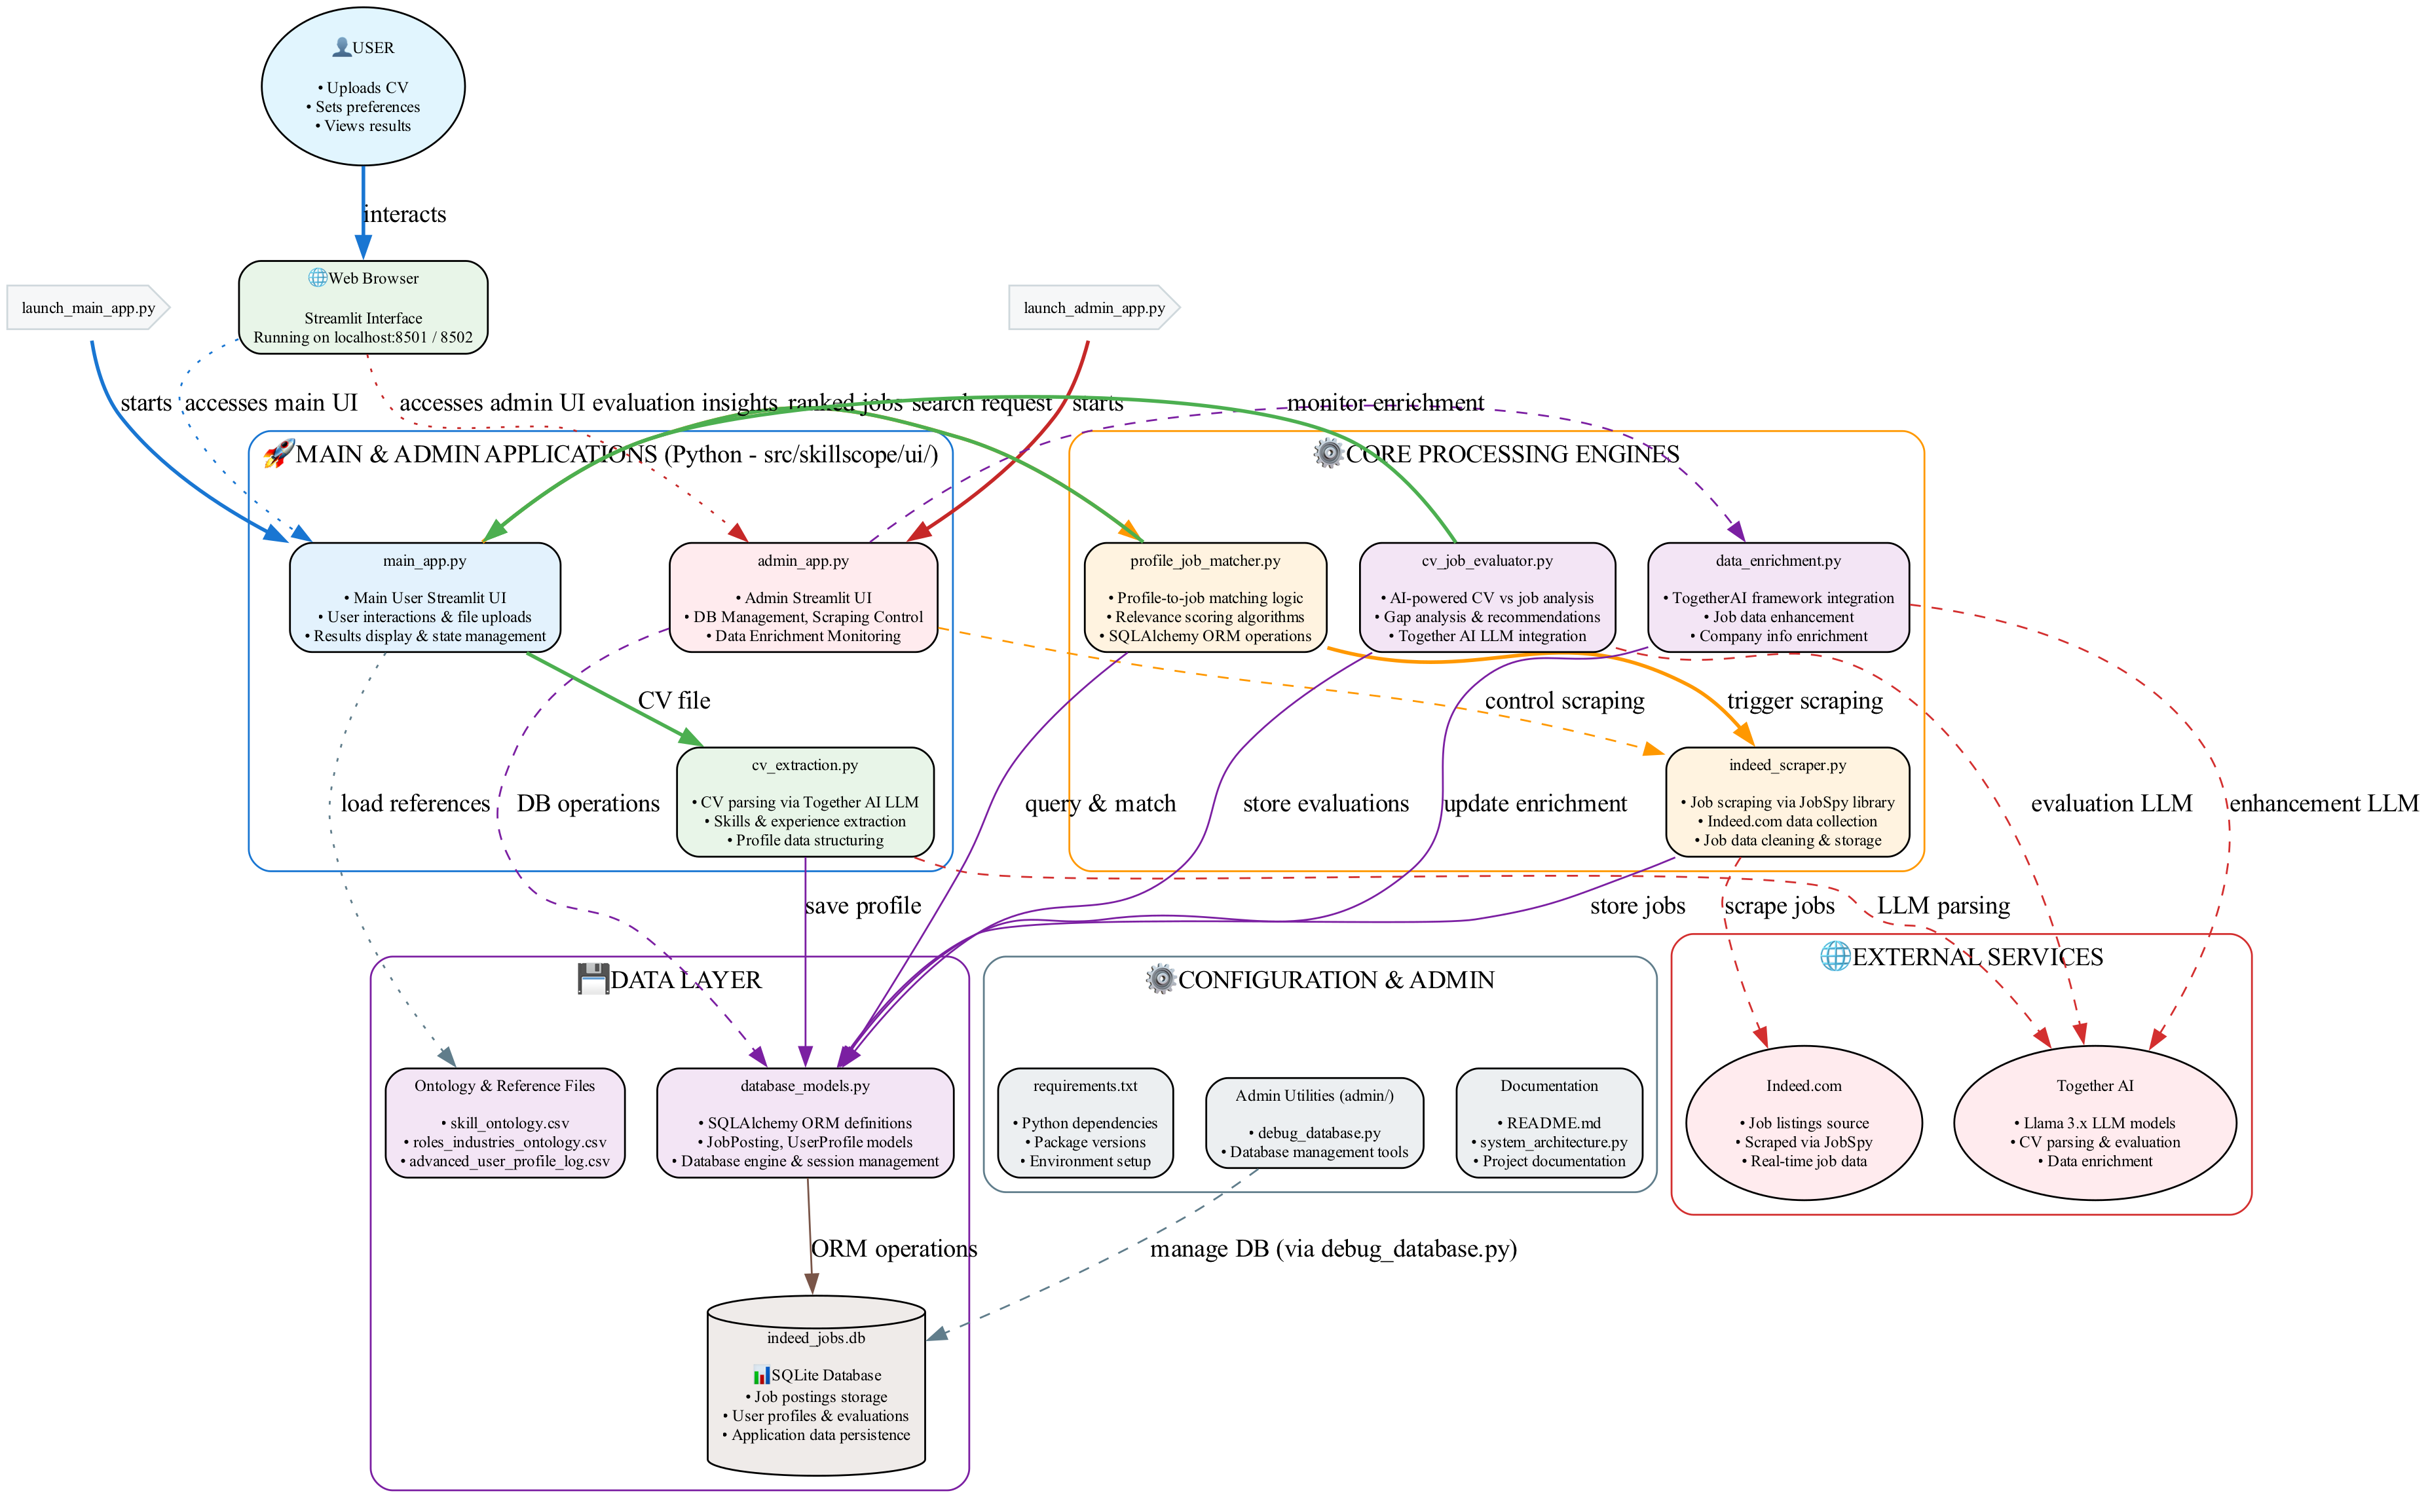 USER
• Uploads CV
• Sets preferences
• Views results
interacts
Web Browser
Streamlit Interface
Running on localhost:8501 / 8502
launch_main_app.py
launch_admin_app.py
starts
accesses main UI
accesses admin UI
evaluation insights
ranked jobs
search request
starts
monitor enrichment
MAIN & ADMIN APPLICATIONS (Python - src/skillscope/ui/)
main_app.py
• Main User Streamlit UI
• User interactions & file uploads
• Results display & state management
admin_app.py
• Admin Streamlit UI
• DB Management, Scraping Control
• Data Enrichment Monitoring
CV file
cv_extraction.py
• CV parsing via Together AI LLM
• Skills & experience extraction
• Profile data structuring
CORE PROCESSING ENGINES
profile_job_matcher.py
• Profile-to-job matching logic
• Relevance scoring algorithms
• SQLAlchemy ORM operations
cv_job_evaluator.py
• AI-powered CV vs job analysis
• Gap analysis & recommendations
• Together AI LLM integration
data_enrichment.py
• TogetherAI framework integration
• Job data enhancement
• Company info enrichment
control scraping
trigger scraping
indeed_scraper.py
• Job scraping via JobSpy library
• Indeed.com data collection
• Job data cleaning & storage
load references
DB operations
query & match
store evaluations
update enrichment
evaluation LLM
enhancement LLM
save profile
store jobs
scrape jobs
LLM parsing
DATA LAYER
Ontology & Reference Files
• skill_ontology.csv
• roles_industries_ontology.csv
• advanced_user_profile_log.csv
database_models.py
• SQLAlchemy ORM definitions
• JobPosting, UserProfile models
• Database engine & session management
CONFIGURATION & ADMIN
requirements.txt
• Python dependencies
• Package versions
• Environment setup
Admin Utilities (admin/)
• debug_database.py
• Database management tools
Documentation
• README.md
• system_architecture.py
• Project documentation
EXTERNAL SERVICES
Indeed.com
• Job listings source
• Scraped via JobSpy
• Real-time job data
Together AI
• Llama 3.x LLM models
• CV parsing & evaluation
• Data enrichment
ORM operations
manage DB (via debug_database.py)
indeed_jobs.db
SQLite Database
• Job postings storage
• User profiles & evaluations
• Application data persistence